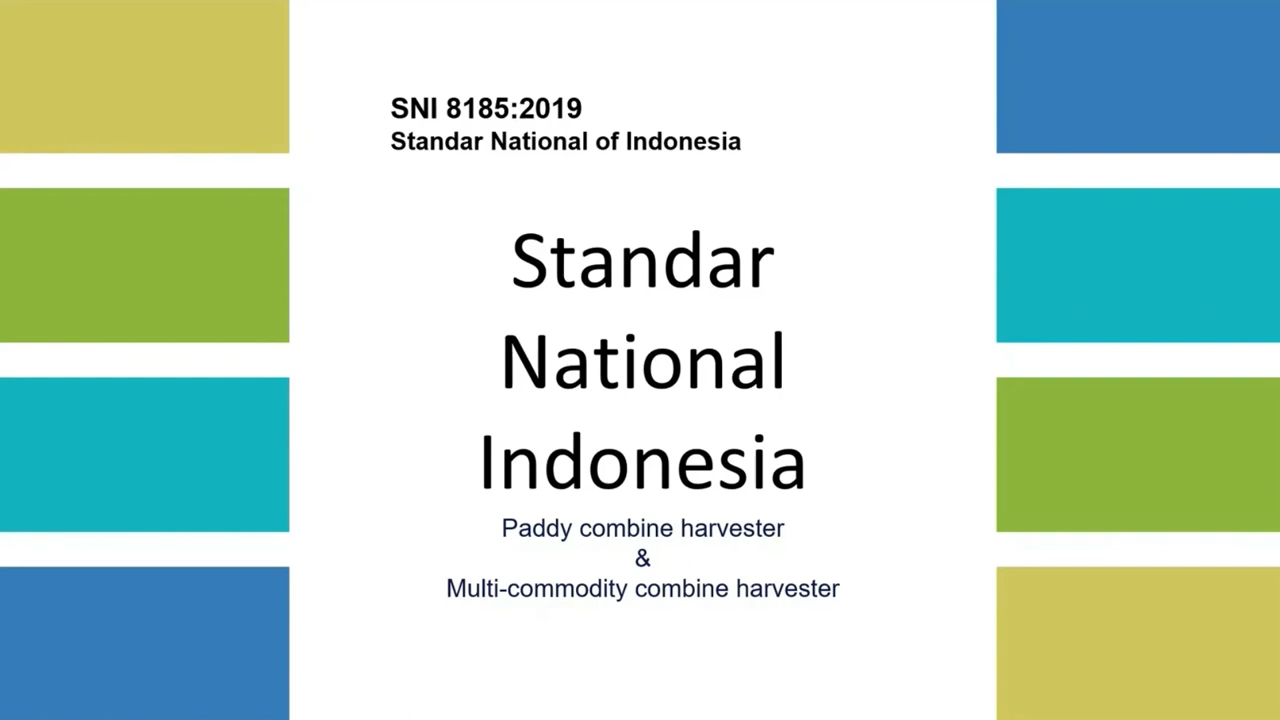 SNI 8185:2019
Standar National of Indonesia
Standar
National
Indonesia
Paddy combine harvester
&
Multi-commodity combine harvester